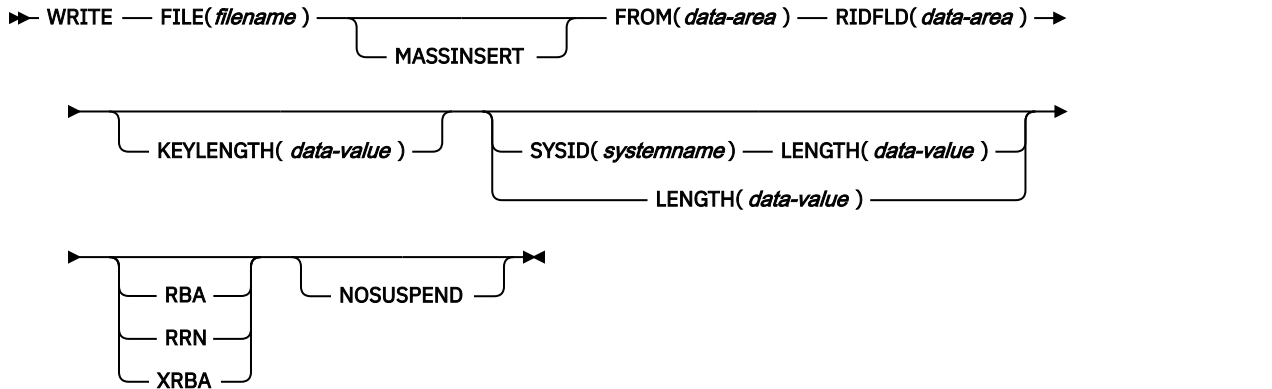 WRITE FILE(filename) FROM( data-area ) RIDFLD( data-area )
MASSINSERT
KEYLENGTH( data-value ) SYSID( systemname) LENGTH( data-value )
LENGTH( data-value )
RBA NOSUSPEND
RRN
XRBA